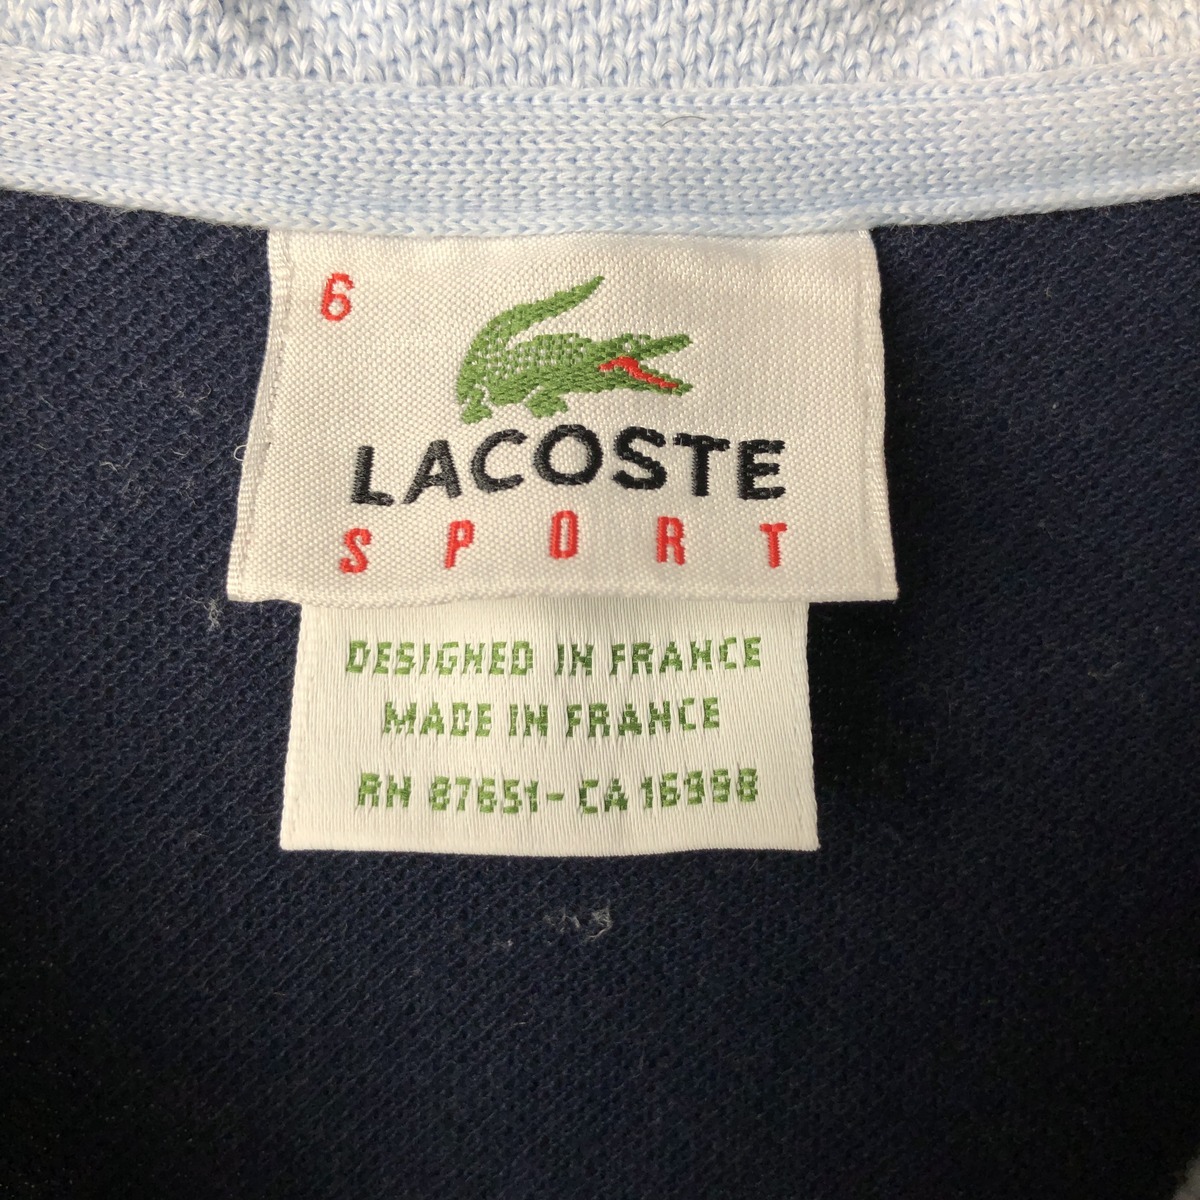 6
LACOSTE
SPORT
DESIGNED IN FRANCE
MADE IN FRANCE
RN 87651-CA 16998